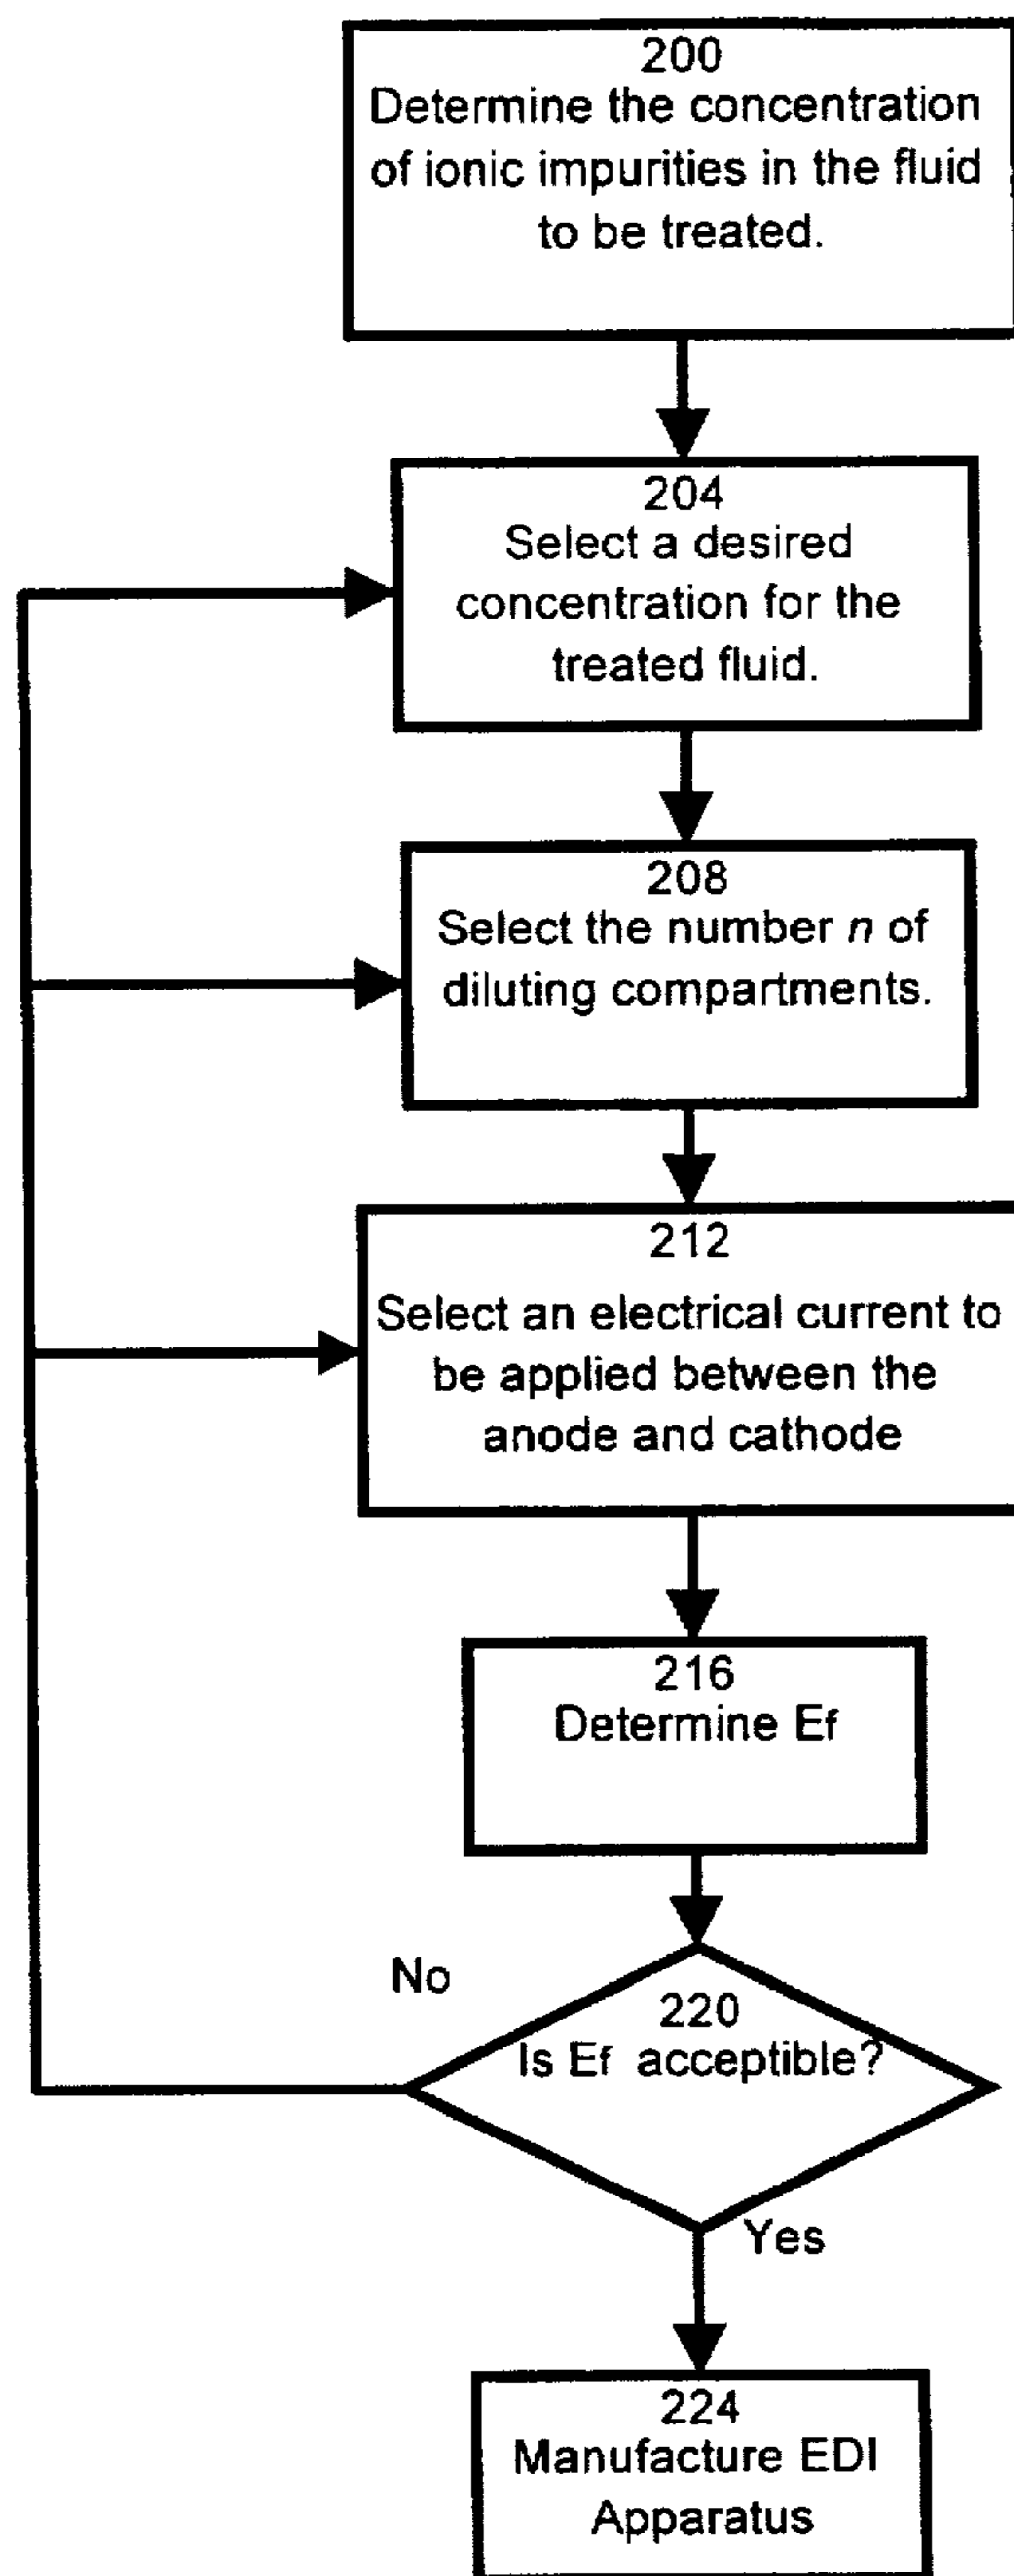 200
Determine the concentration
of ionic impurities in the fluid
to be treated.
204
Select a desired
concentration for the
treated fluid.
208
Select the number n of
diluting compartments.
212
Select an electrical current to
be applied between the
anode and cathode
216
Determine Ef
No
220
Is Ef acceptible?
Yes
224
Manufacture EDI
Apparatus